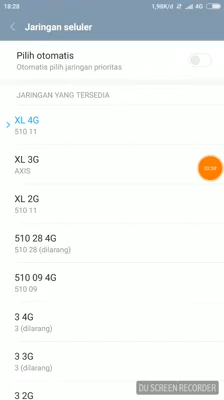 18:28
1,98K/d 4G
Jaringan seluler
Pilih otomatis
Otomatis pilih jaringan prioritas
JARINGAN YANG TERSEDIA
XL 4G
510 11
XL 3G
AXIS
XL 2G
510 11
510 28 4G
510 28 (dilarang)
510 09 4G
510 09
3 4G
3 (dilarang)
3 3G
3 (dilarang)
3 2G
DU SCREEN RECORDER